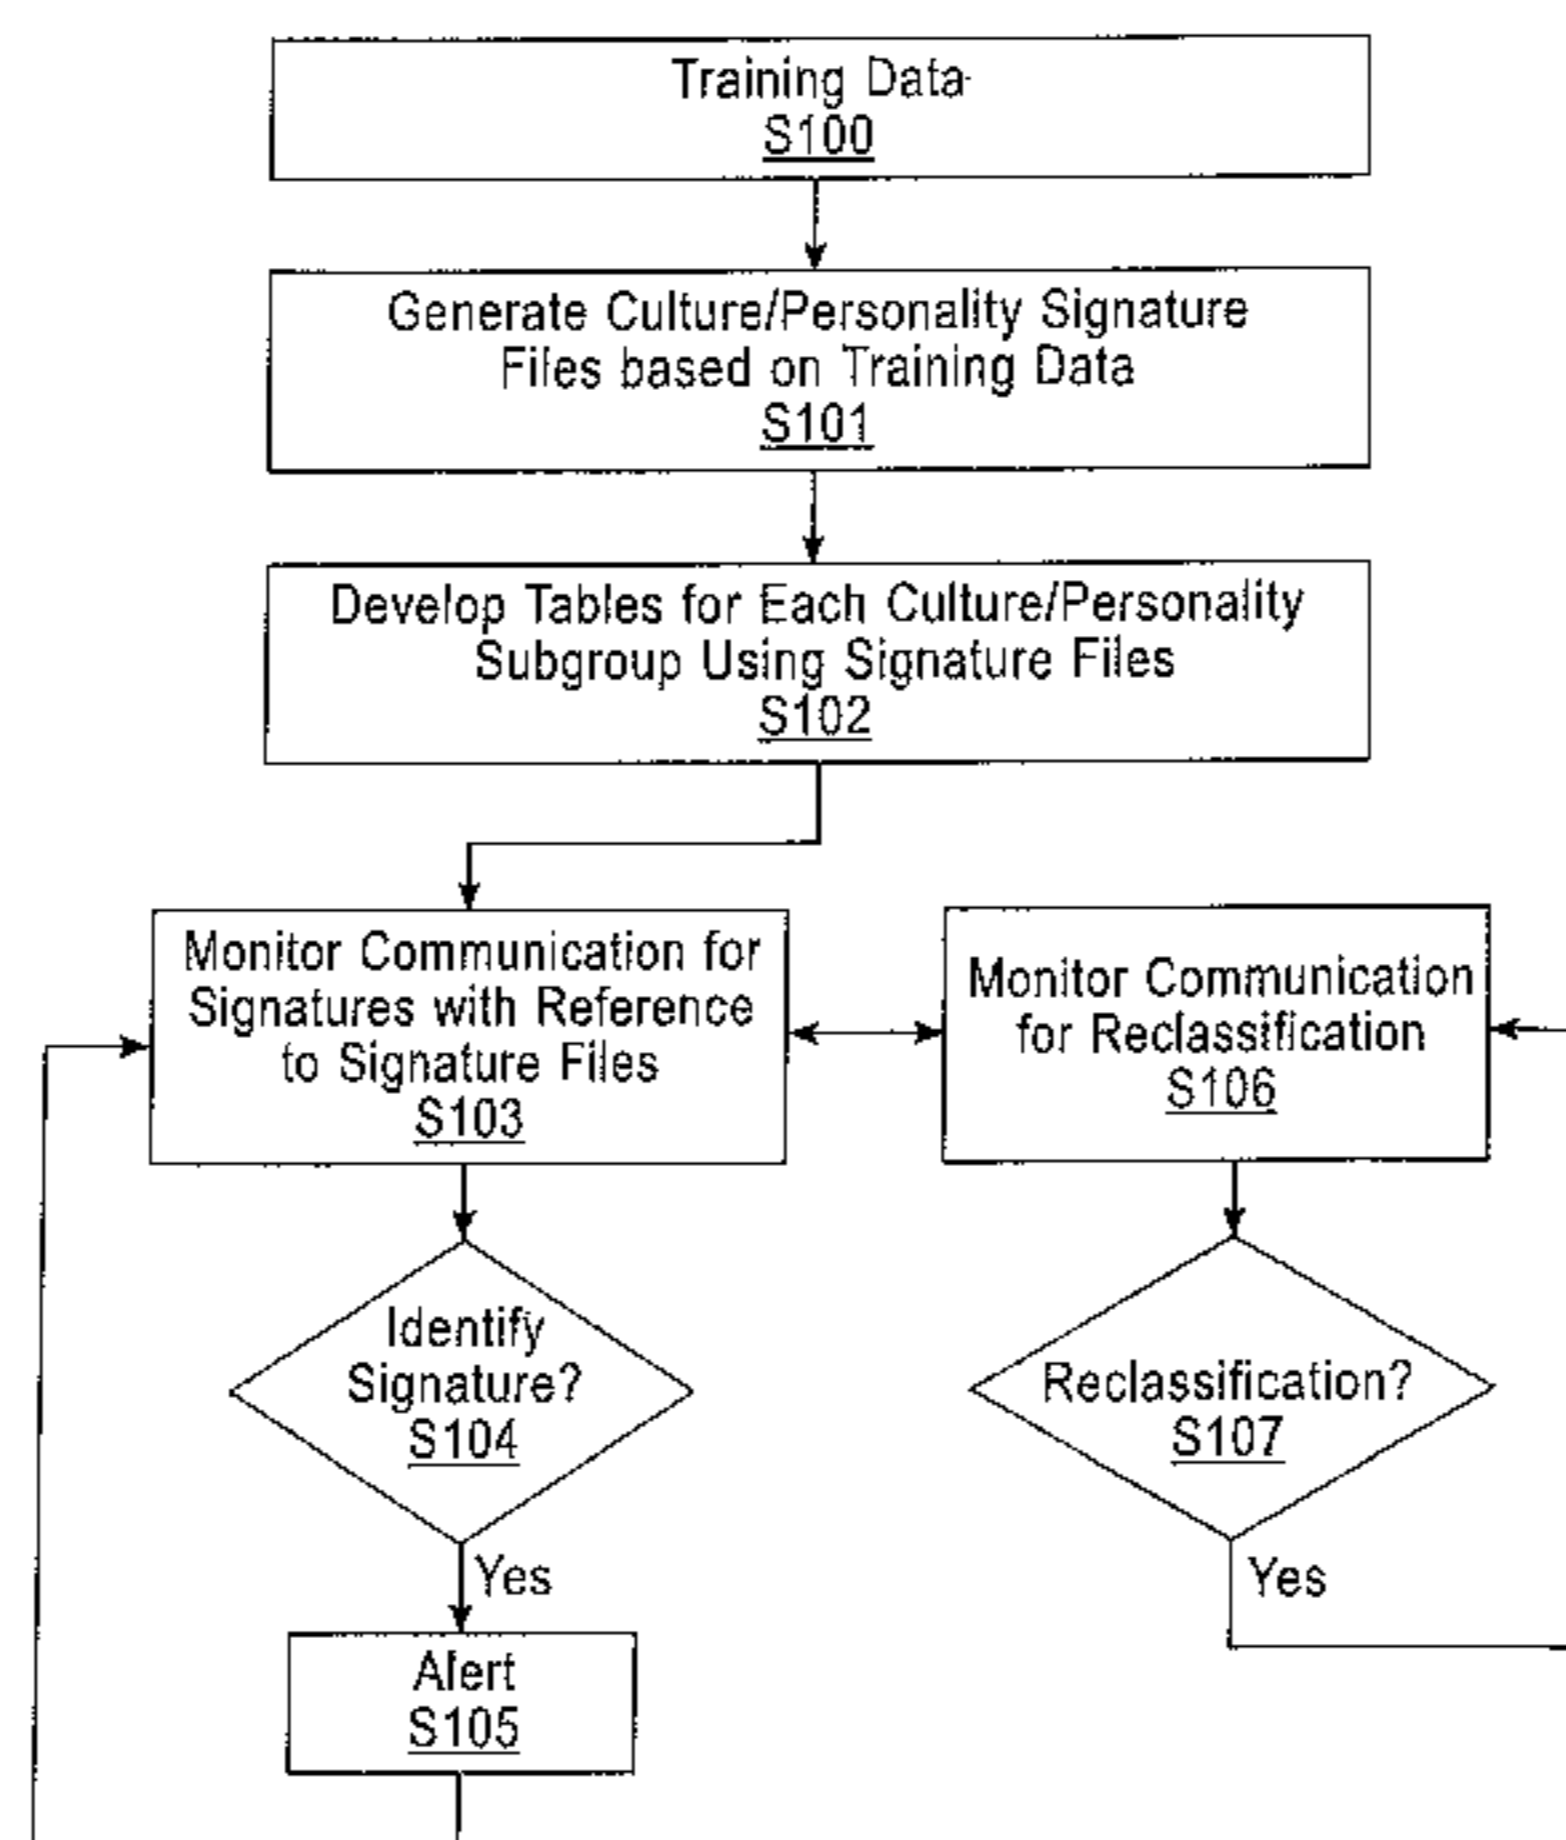 Training Data
S100
Generate Culture/Personality Signature
Files based on Training Data
S101
Develop Tables for Each Culture/Personality
Subgroup Using Signature Files
S102
Monitor Communication for
Signatures with Reference
to Signature Files
S103
Monitor Communication
for Reclassification
S106
Identify
Signature?
S104
Reclassification?
S107
Yes
Yes
Alert
S105